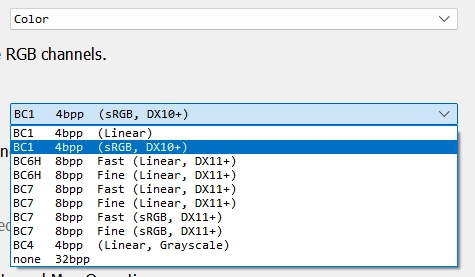 Color
RGB channels.
BC1 4bpp (sRGB, DX10+)
BC1 4bpp (Linear)
BC1 4bpp (sRGB, DX10+)
BC6H 8bpp Fast (Linear, DX11+)
BC6H 8bpp Fine (Linear, DX11+)
BC7 8bpp Fast (Linear, DX11+)
BC7 8bpp Fine (Linear, DX11+)
BC7 8bpp Fast (sRGB, DX11+)
BC7 8bpp Fine (sRGB, DX11+)
BC4 4bpp (Linear, Grayscale)
none 32bpp